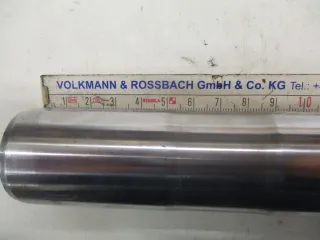 VOLKMANN & ROSSBACH GmbH & Co. KG Tel.: +
1 2 3 4 5 6 7 8 9 10